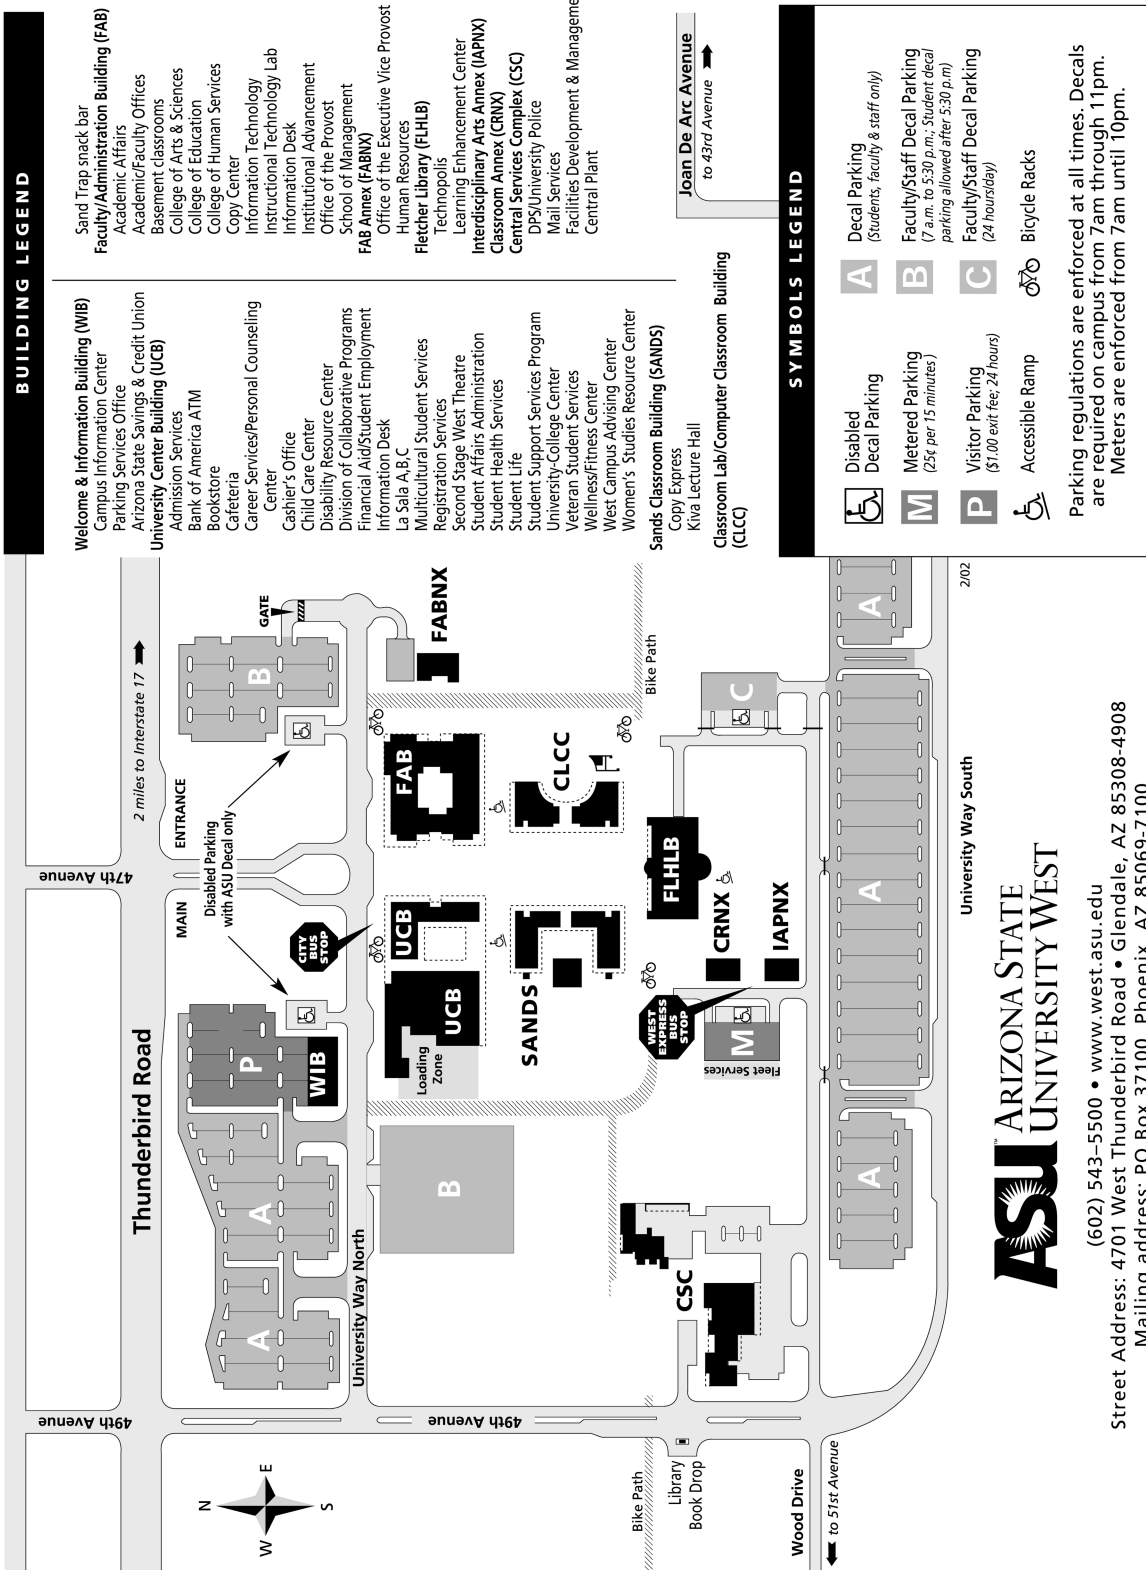 BUILDING LEGEND
Welcome & Information Building (WIB)
Campus Information Center
Parking Services Office
Arizona State Savings & Credit Union
University Center Building (UCB)
Admission Services
Bank of America ATM
Bookstore
Cafeteria
Career Services/Personal Counseling
Center
Cashier's Office
Child Care Center
Disability Resource Center
Division of Collaborative Programs
Financial Aid/Student Employment
Information Desk
La Sala A,B,C
Multicultural Student Services
Registration Services
Second Stage West Theatre
Student Affairs Administration
Student Health Services
Student Life
Student Support Services Program
University-College Center
Veteran Student Services
Wellness/Fitness Center
West Campus Advising Center
Women's Studies Resource Center
Sands Classroom Building (SANDS)
Copy Express
Kiva Lecture Hall
Classroom Lab/Computer Classroom Building
(CLCC)
Sand Trap snack bar
Faculty/Administration Building (FAB)
Academic Affairs
Academic/Faculty Offices
Basement classrooms
College of Arts & Sciences
College of Education
College of Human Services
Copy Center
Information Technology
Instructional Technology Lab
Information Desk
Institutional Advancement
Office of the Provost
School of Management
FAB Annex (FABNX)
Office of the Executive Vice Provost
Human Resources
Fletcher Library (FLHLB)
Technopolis
Learning Enhancement Center
Interdisciplinary Arts Annex (IAPNX)
Classroom Annex (CRNX)
Central Services Complex (CSC)
DPS/University Police
Mail Services
Facilities Development &
Central Plant
Joan De Arc Avenue
to 43rd Avenue
SYMBOLS LEGEND
Disabled
Decal Parking
M
Metered Parking
(25¢ per 15 minutes )
P
Visitor Parking
($1.00 exit fee; 24 hours)
Accessible Ramp
A
Decal Parking
(Students, faculty & staff only)
B
Faculty/Staff Decal Parking
(7 a.m. to 5:30 p.m.; Student decal
parking allowed after 5:30 p.m)
C
Faculty/Staff Decal Parking
(24 hours/day)
Bicycle Racks
Parking regulations are enforced at all times. Decals
are required on campus from 7am through 11pm.
Meters are enforced from 7am until 10pm.
49th Avenue
47th Avenue
Thunderbird Road
2 miles to Interstate 17
N
E
S
W
MAIN
ENTRANCE
Disabled Parking
with ASU Decal only
GATE
A
A
P
B
WIB
CITY
BUS
STOP
University Way North
B
Loading
Zone
UCB
UCB
FAB
FABNX
49th Avenue
SANDS
CLCC
Bike Path
Bike Path
Library
Book Drop
CSC
WEST
EXPRESS
BUS
STOP
FLHLB
CRNX
IAPNX
Fleet Services
M
C
Wood Drive
to 51st Avenue
A
A
A
University Way South
2/02
ASU™ ARIZONA STATE
UNIVERSITY WEST
(602) 543–5500 • www.west.asu.edu
Street Address: 4701 West Thunderbird Road • Glendale, AZ 85308-4908
Mailing address: PO Box 37100, Phoenix, AZ 85069-7100